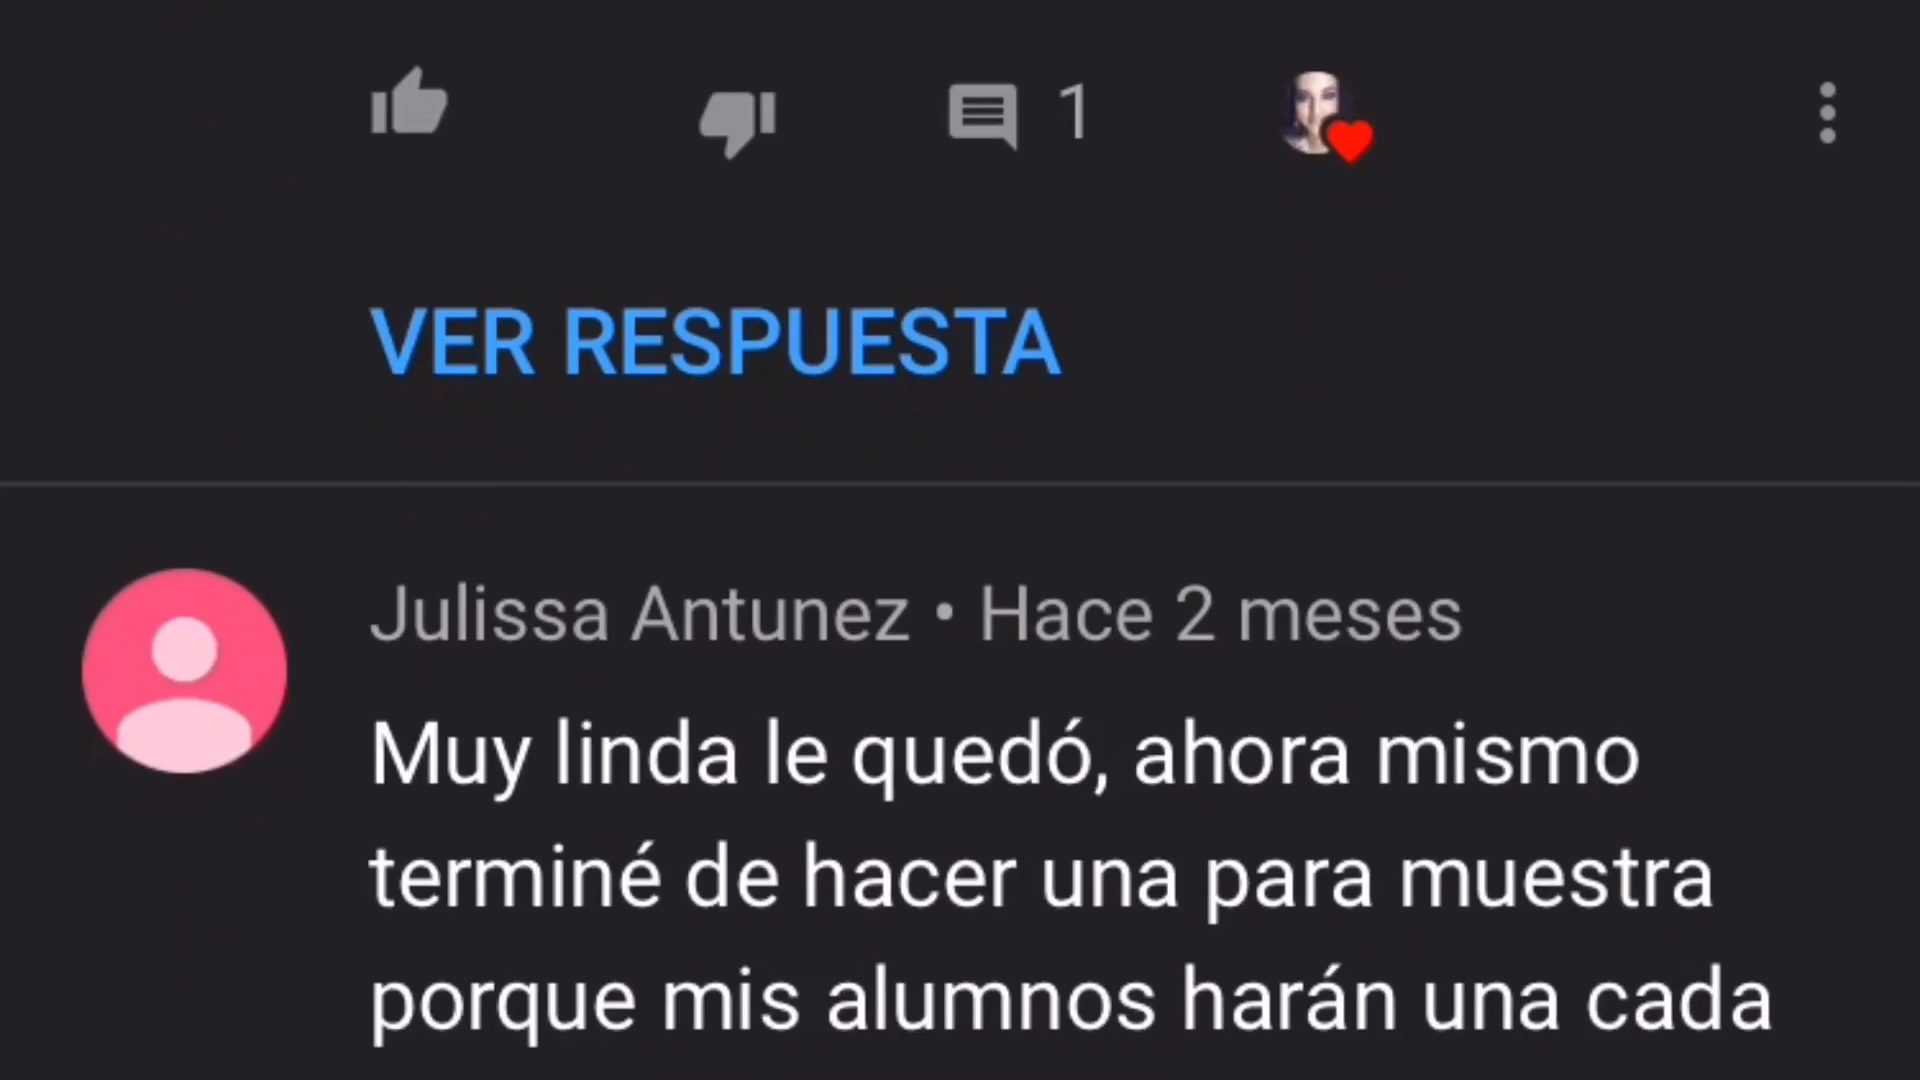 1
VER RESPUESTA
Julissa Antunez • Hace 2 meses
Muy linda le quedó, ahora mismo
terminé de hacer una para muestra
porque mis alumnos harán una cada